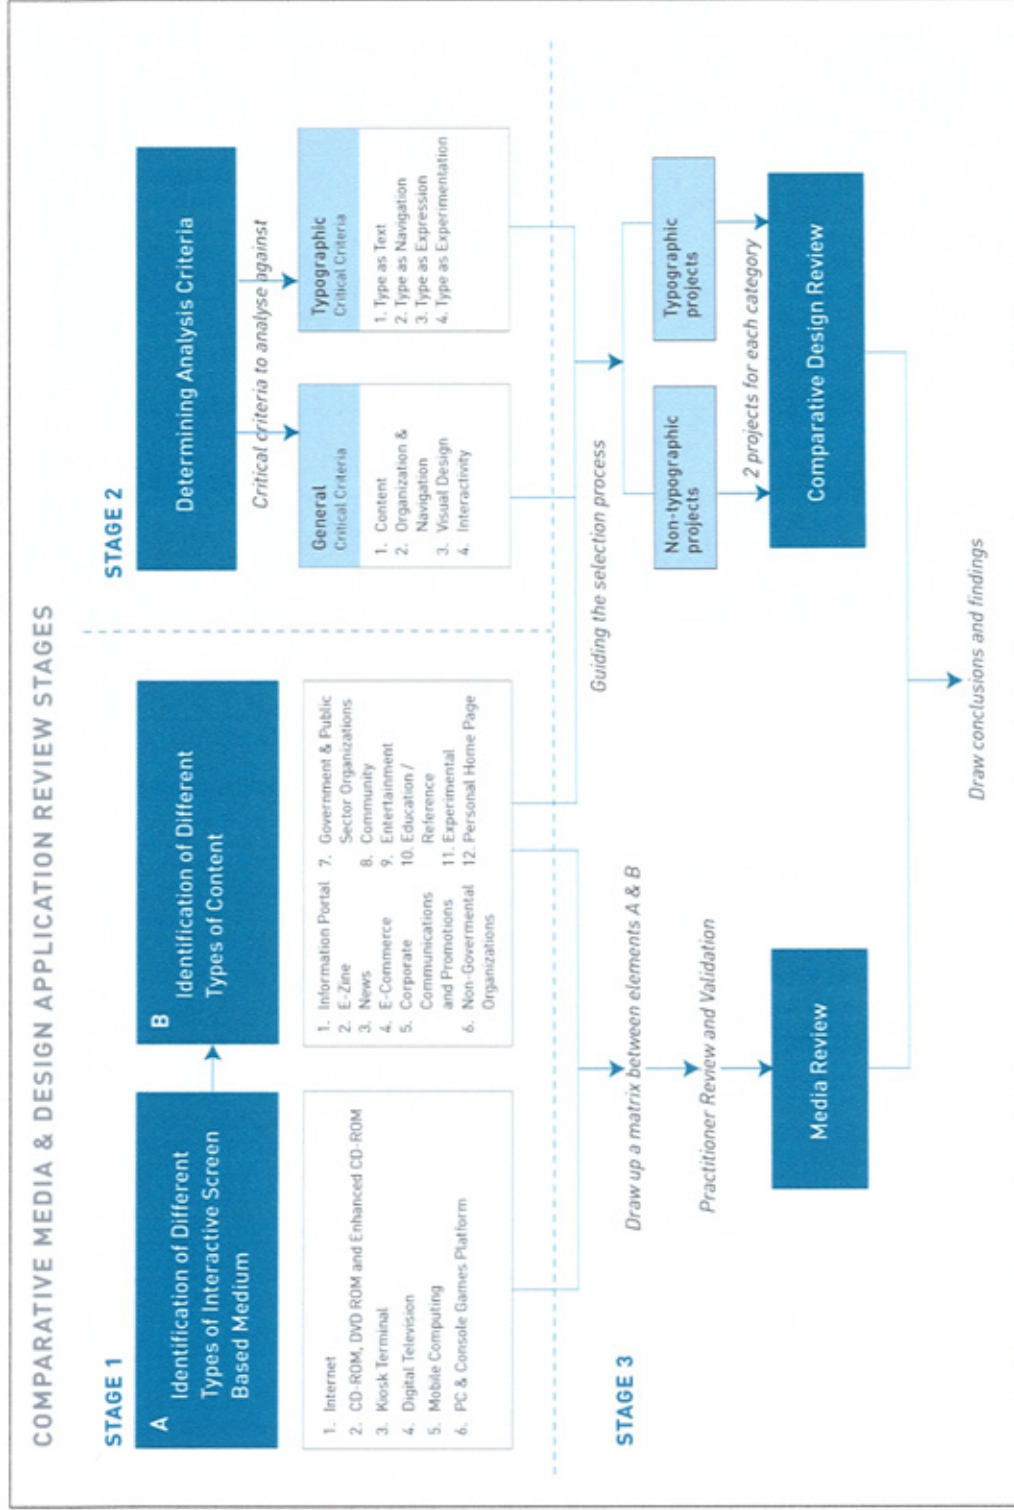 COMPARATIVE MEDIA & DESIGN APPLICATION REVIEW STAGES
STAGE 1
A
Identification of Different
Types of Interactive Screen
Based Medium
1. Internet
2. CD-ROM, DVD ROM and Enhanced CD-ROM
3. Kiosk Terminal
4. Digital Television
5. Mobile Computing
6. PC & Console Games Platform
B
Identification of Different
Types of Content
1. Information Portal
2. E-Zine
3. News
4. E-Commerce
5. Corporate
Communications
and Promotions
6. Non-Govermental
Organizations
7. Government & Public
Sector Organizations
8. Community
9. Entertainment
10. Education /
Reference
11. Experimental
12. Personal Home Page
STAGE 2
Determining Analysis Criteria
Critical criteria to analyse against
General
Critical Criteria
1. Content
2. Organization &
Navigation
3. Visual Design
4. Interactivity
Typographic
Critical Criteria
1. Type as Text
2. Type as Navigation
3. Type as Expression
4. Type as Experimentation
STAGE 3
Draw up a matrix between elements A & B
Practitioner Review and Validation
Media Review
Guiding the selection process
Non-typographic
projects
Typographic
projects
2 projects for each category
Comparative Design Review
Draw conclusions and findings